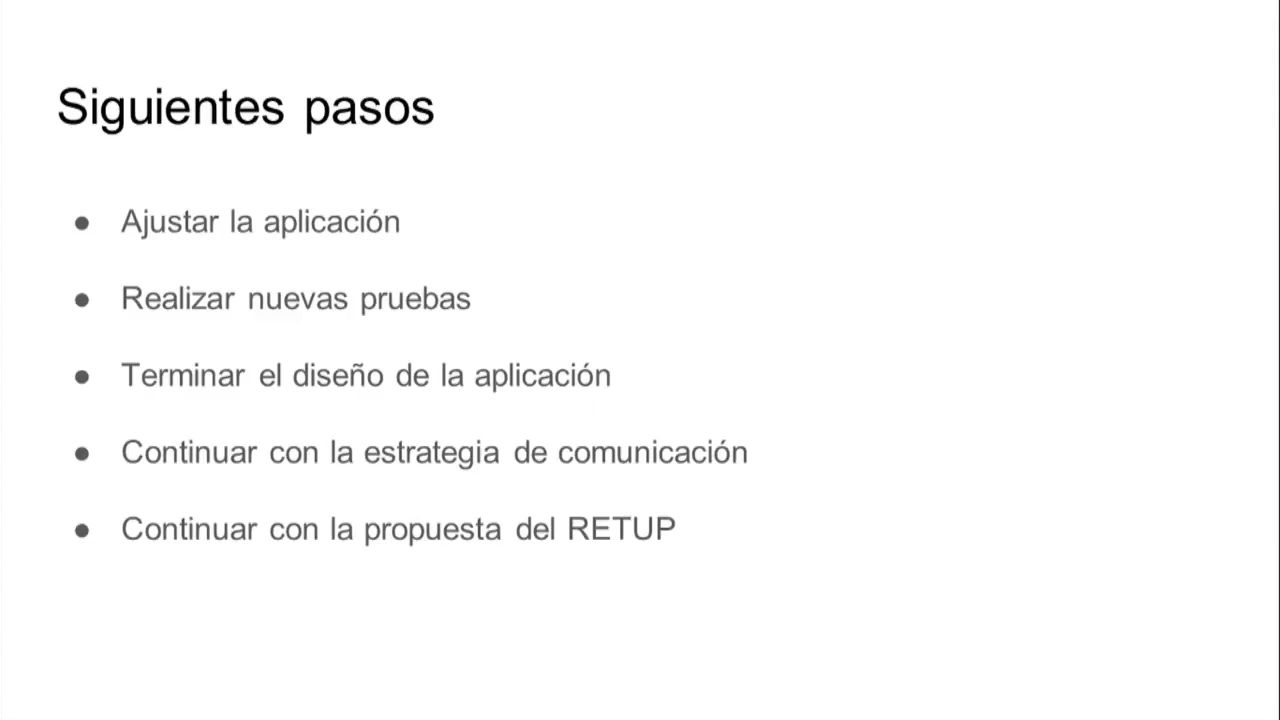 Siguientes pasos
● Ajustar la aplicación
● Realizar nuevas pruebas
● Terminar el diseño de la aplicación
● Continuar con la estrategia de comunicación
● Continuar con la propuesta del RETUP